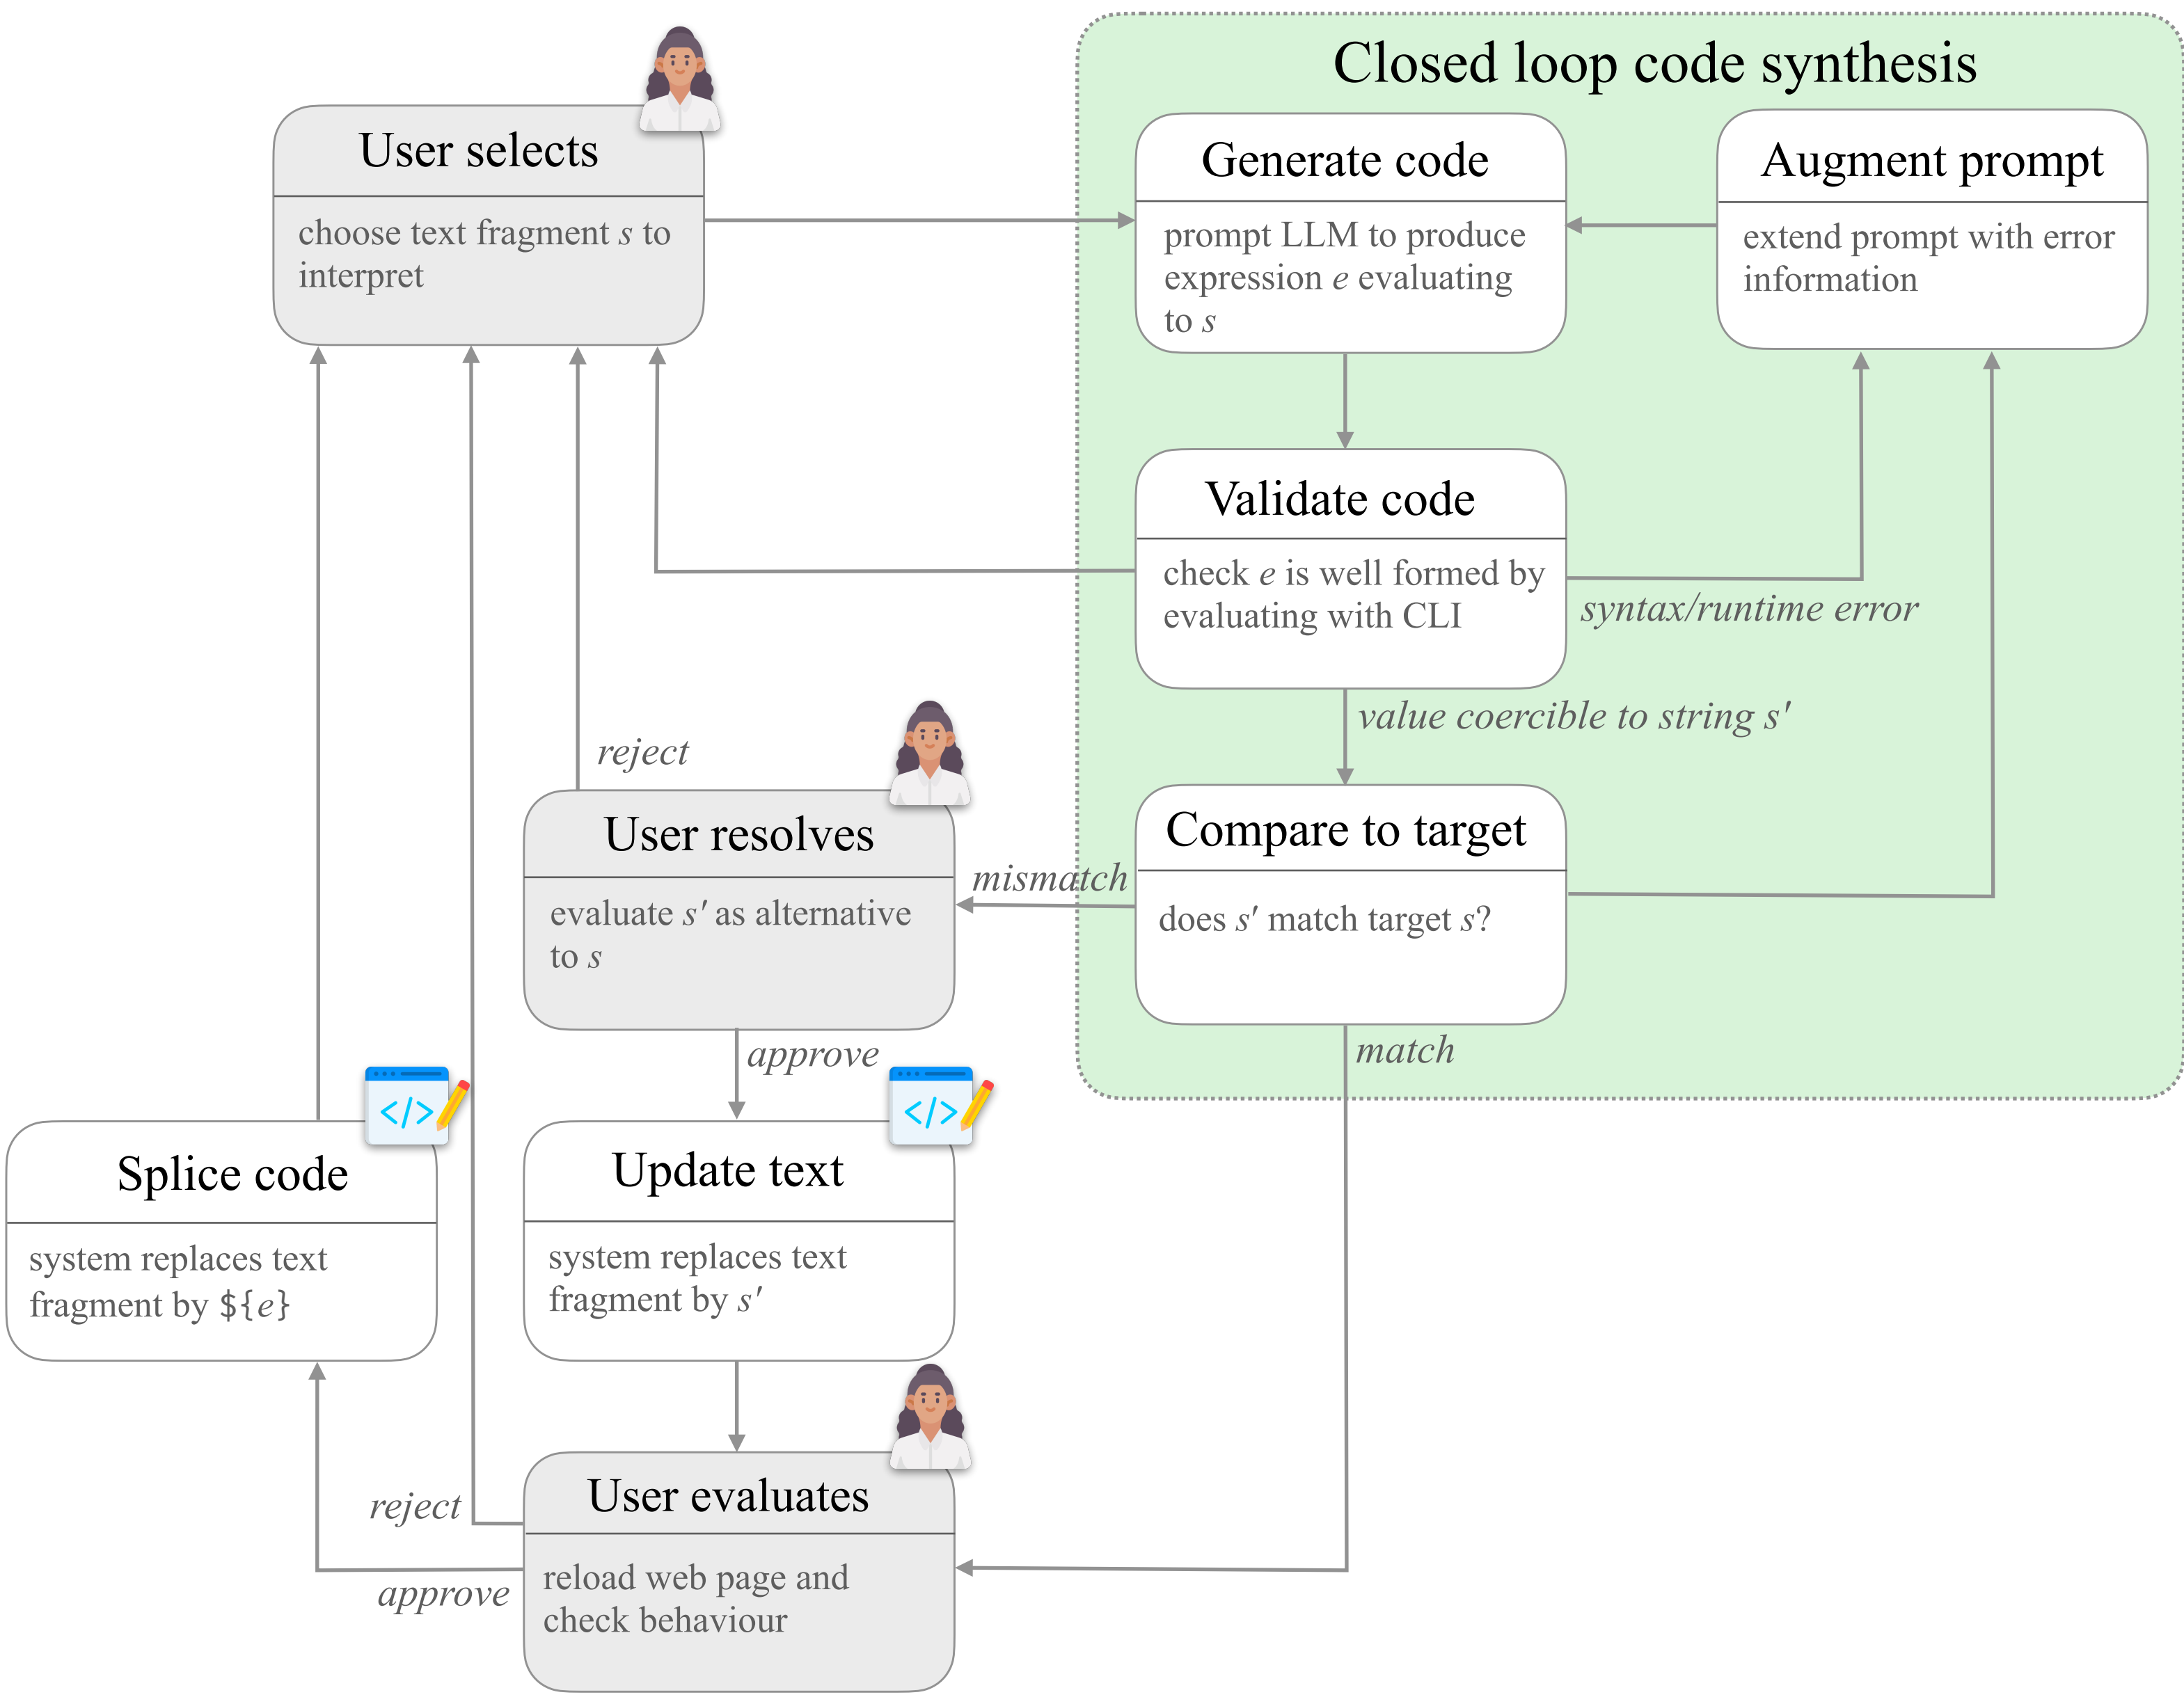 Closed loop code synthesis
User selects
choose text fragment s to
interpret
Generate code
prompt LLM to produce
expression e evaluating
to s
Augment prompt
extend prompt with error
information
Validate code
check e is well formed by
evaluating with CLI
syntax/runtime error
value coercible to string s'
reject
User resolves
evaluate s' as alternative
to s
mismatch
Compare to target
does s' match target s?
approve
match
Splice code
system replaces text
fragment by ${e}
Update text
system replaces text
fragment by s'
reject
approve
User evaluates
reload web page and
check behaviour